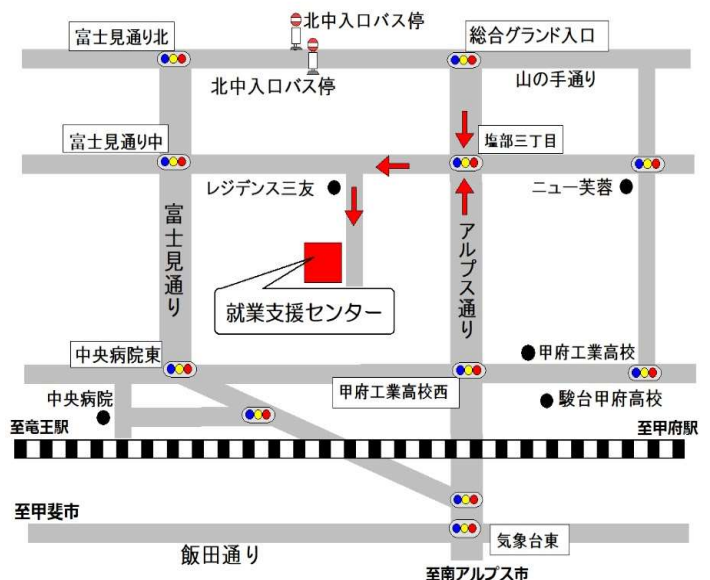 北中入口バス停
富士見通り北
総合グランド入口
北中入口バス停
山の手通り
富士見通り中
塩部三丁目
レジデンス三友
ニュー芙蓉
富士見通り
アルプス通り
就業支援センター
中央病院東
甲府工業高校
甲府工業高校西
中央病院
駿台甲府高校
至竜王駅
至甲府駅
至甲斐市
飯田通り
気象台東
至南アルプス市